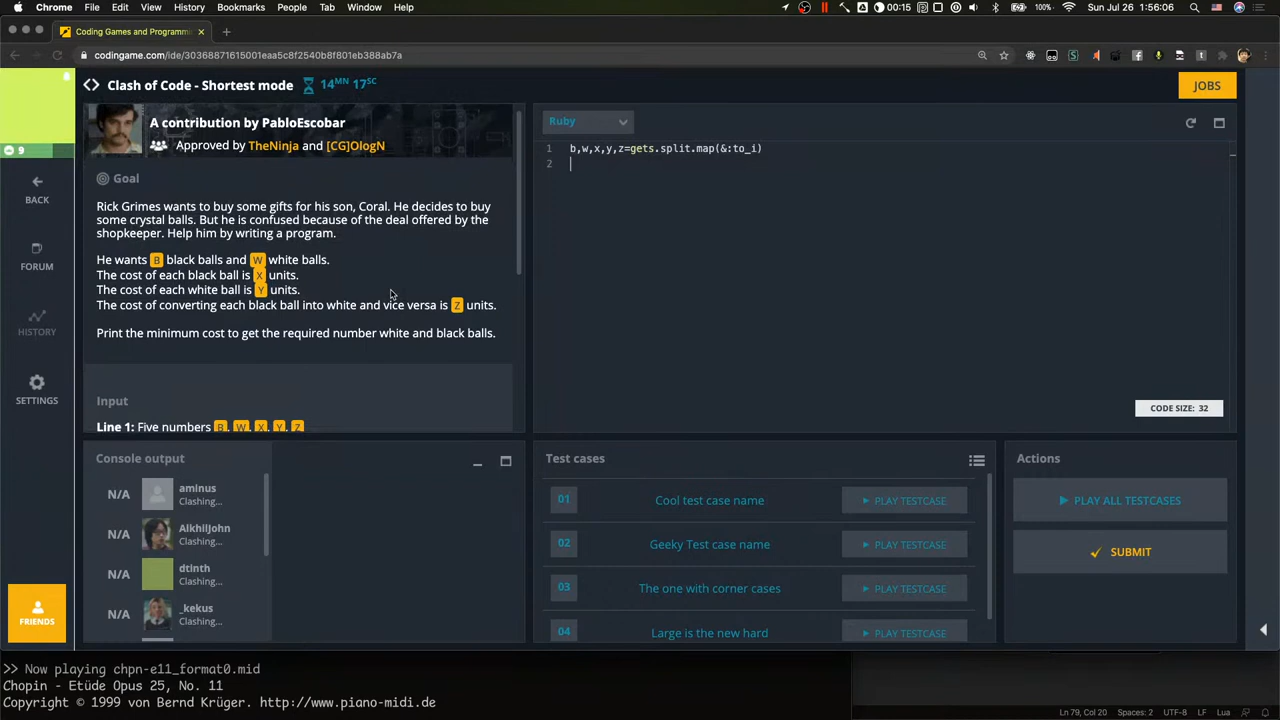 Chrome File Edit View History Bookmarks People Tab Window Help 00:15 100% Sun Jul 26 1:56:06
Coding Games and Programmi
codingame.com/ide/30368871615001eaa5c8f2540b8f801eb388ab7a
Clash of Code - Shortest mode 14MN 17SC JOBS
A contribution by PabloEscobar
Approved by TheNinja and [CG]OlogN
Goal
Rick Grimes wants to buy some gifts for his son, Coral. He decides to buy
some crystal balls. But he is confused because of the deal offered by the
shopkeeper. Help him by writing a program.
He wants B black balls and W white balls.
The cost of each black ball is X units.
The cost of each white ball is Y units.
The cost of converting each black ball into white and vice versa is Z units.
Print the minimum cost to get the required number white and black balls.
Input
Line 1: Five numbers B, W, X, Y, Z
9
BACK
FORUM
HISTORY
SETTINGS
FRIENDS
Ruby
1 b,w,x,y,z=gets.split.map(&:to_i)
2
CODE SIZE: 32
Console output
N/A aminus
Clashing...
N/A AlkhilJohn
Clashing...
N/A dtinth
Clashing...
N/A _kekus
Clashing...
Test cases
01 Cool test case name PLAY TESTCASE
02 Geeky Test case name PLAY TESTCASE
03 The one with corner cases PLAY TESTCASE
04 Large is the new hard PLAY TESTCASE
Actions
PLAY ALL TESTCASES
SUBMIT
>> Now playing chpn-e11_format0.mid
Chopin - Etüde Opus 25, No. 11
Copyright © 1999 von Bernd Krüger. http://www.piano-midi.de
Ln 79, Col 20 Spaces: 2 UTF-8 LF Lua